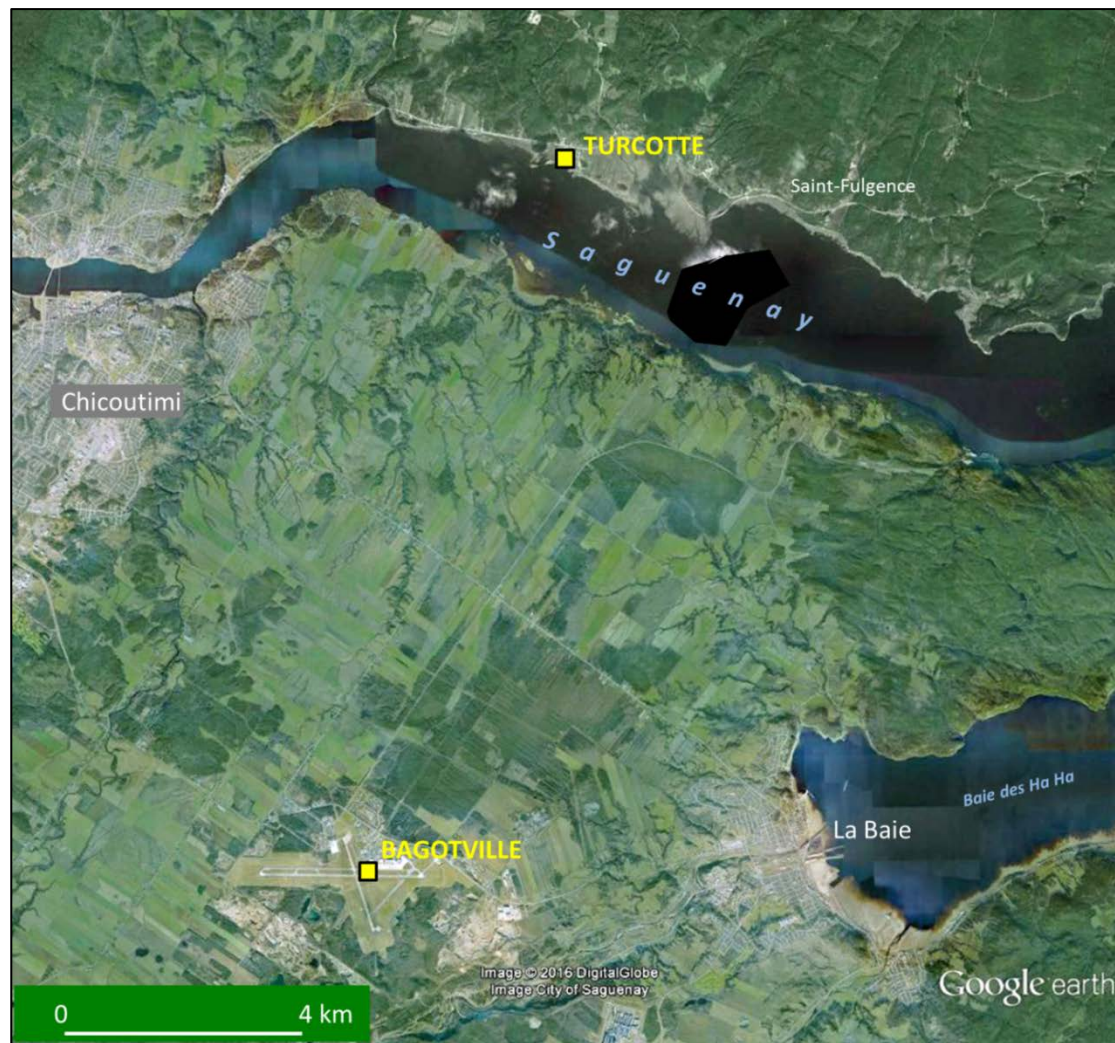 TURCOTTE
Saint-Fulgence
Saguenay
Chicoutimi
Baie des Ha Ha
La Baie
BAGOTVILLE
Image © 2016 DigitalGlobe
Image City of Saguenay
Google earth
0 4 km